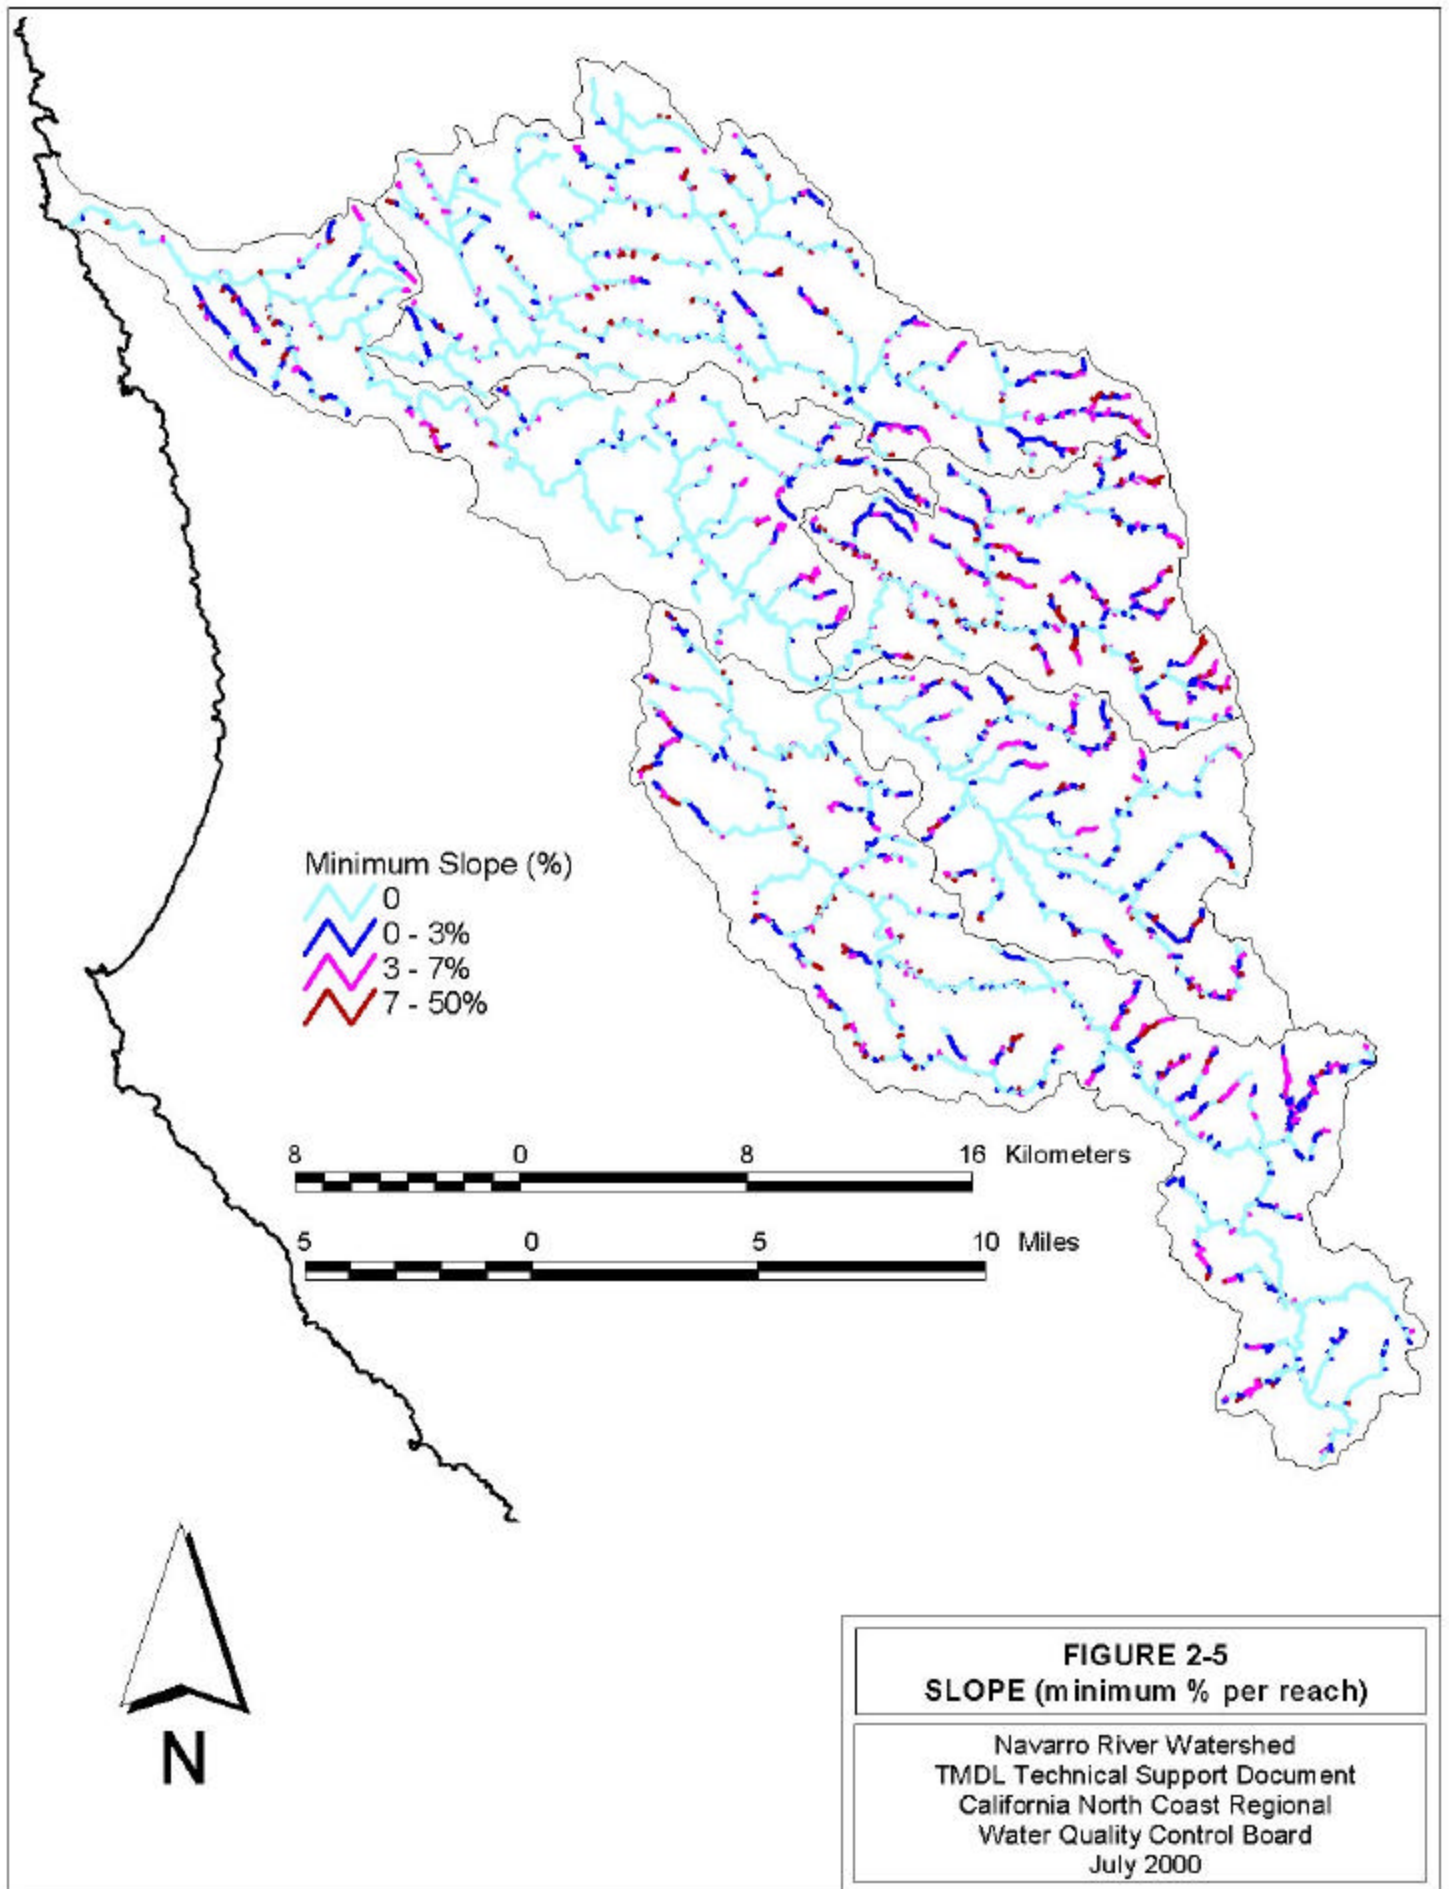 Minimum Slope (%)
0
0 - 3%
3 - 7%
7 - 50%
8 0 8 16 Kilometers
5 0 5 10 Miles
N
FIGURE 2-5
SLOPE (minimum % per reach)
Navarro River Watershed
TMDL Technical Support Document
California North Coast Regional
Water Quality Control Board
July 2000